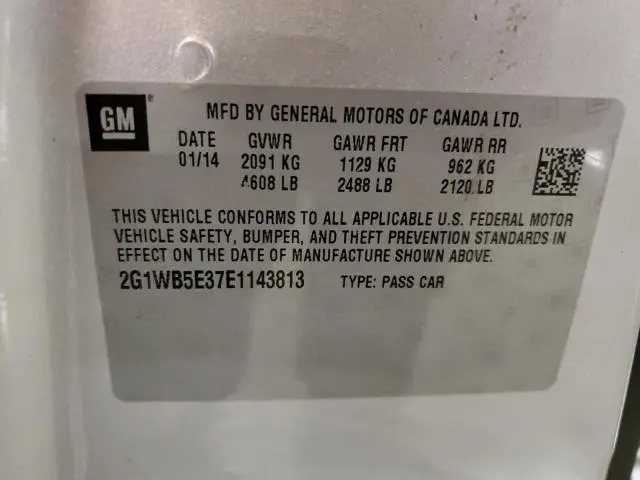 GM ® MFD BY GENERAL MOTORS OF CANADA LTD.
DATE GVWR GAWR FRT GAWR RR
01/14 2091 KG 1129 KG 962 KG
4608 LB 2488 LB 2120 LB
THIS VEHICLE CONFORMS TO ALL APPLICABLE U.S. FEDERAL MOTOR
VEHICLE SAFETY, BUMPER, AND THEFT PREVENTION STANDARDS IN
EFFECT ON THE DATE OF MANUFACTURE SHOWN ABOVE.
2G1WB5E37E1143813 TYPE: PASS CAR